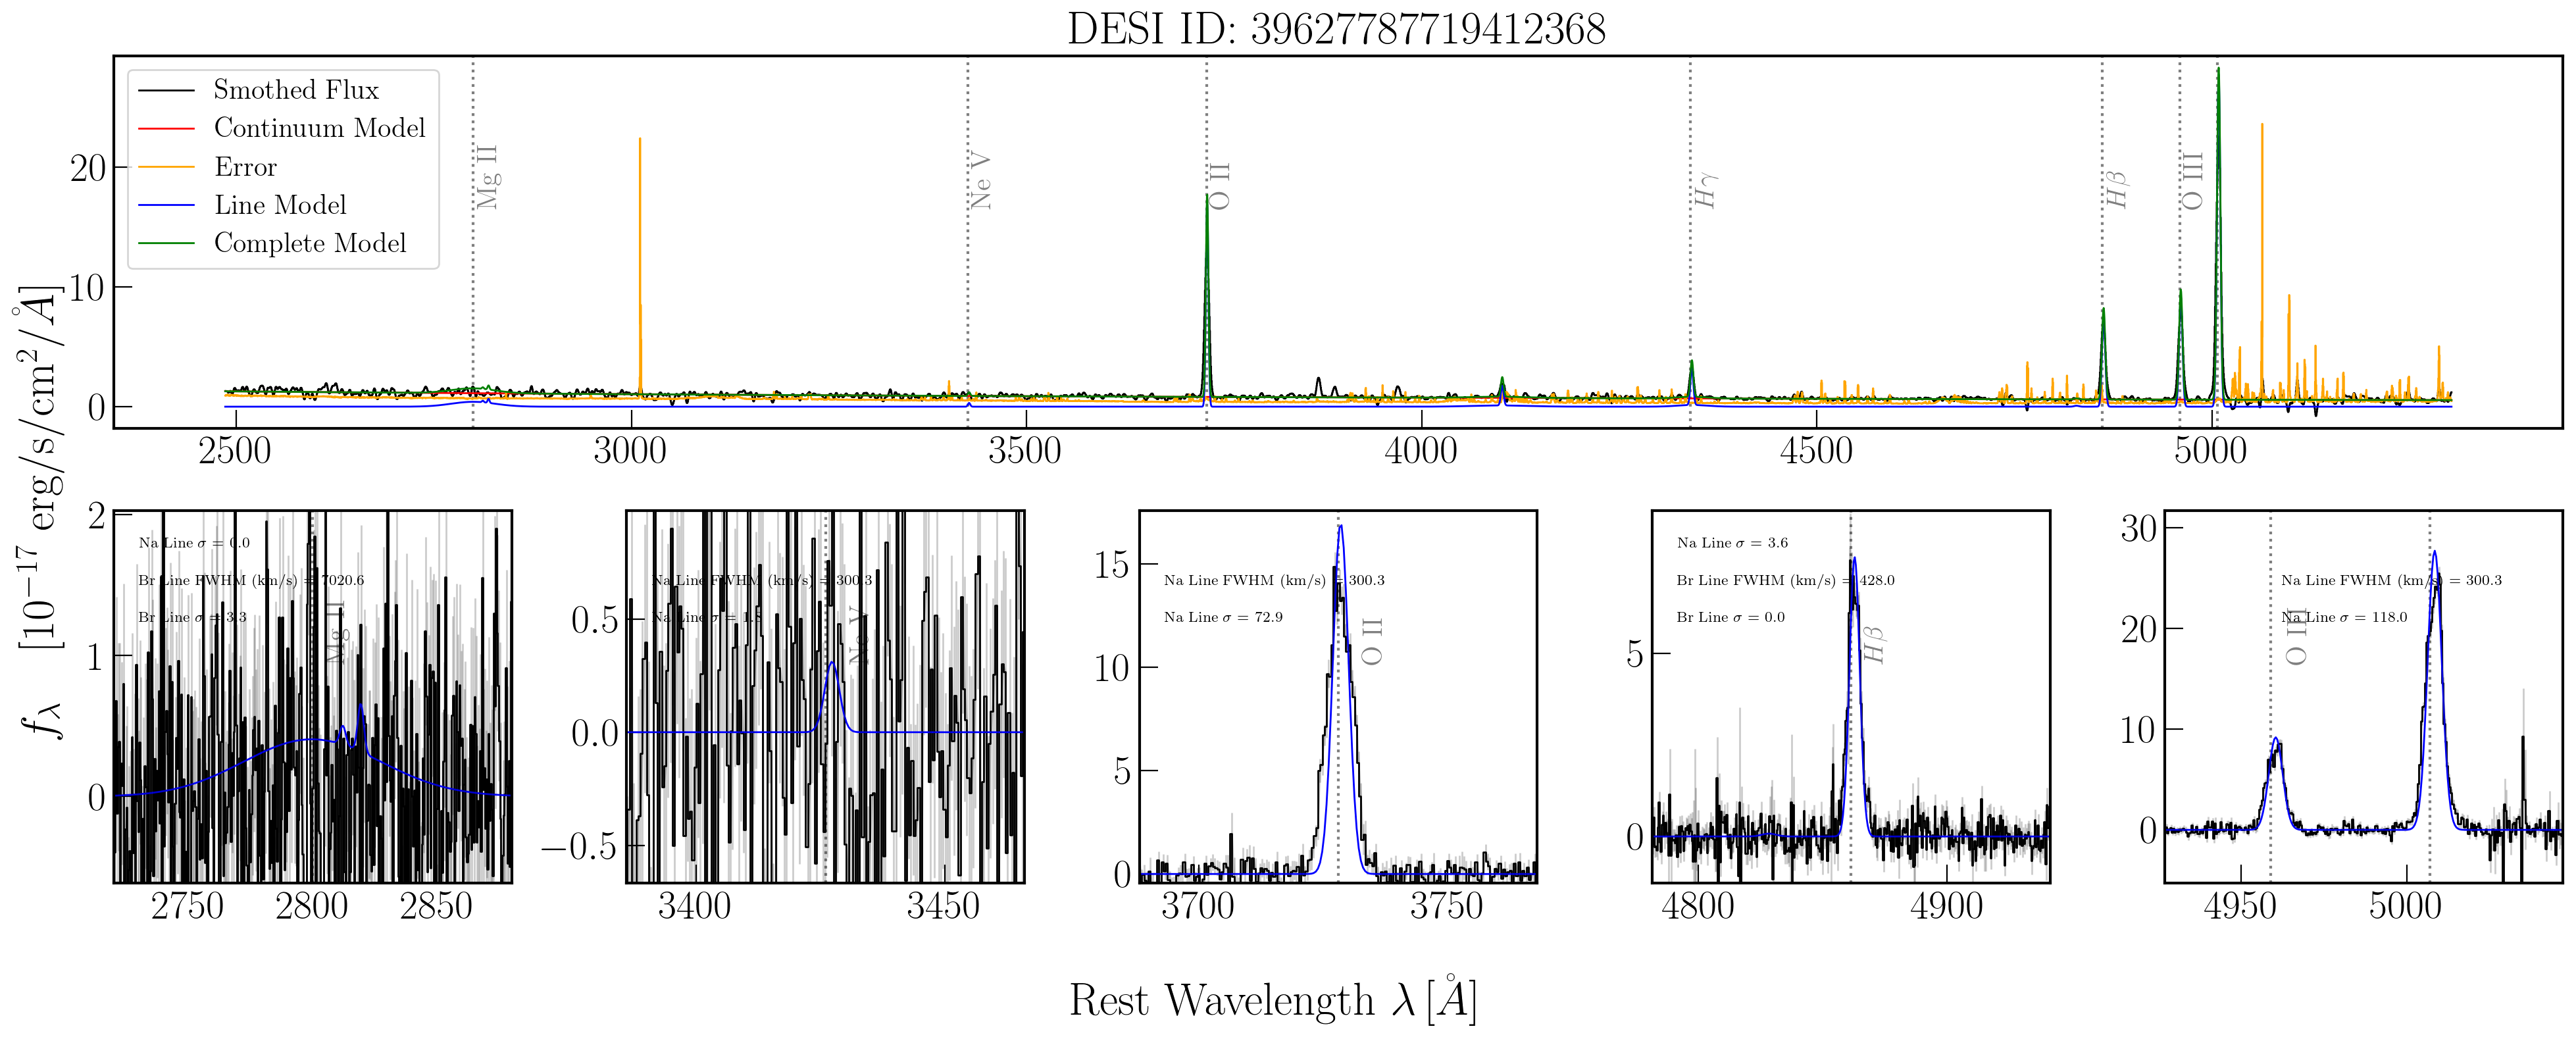 DESI ID: 39627787719412368
Smothed Flux
Continuum Model
Error
Line Model
Complete Model
Mg II
Ne V
O II
Hγ
Hβ
O III
20
10
0
2500 3000 3500 4000 4500 5000
f_λ [10^{-17} erg/s/cm^2/Å]
2
1
0
Na Line σ = 0.0
Br Line FWHM (km/s) = 7020.6
Br Line σ = 3.3
Mg II
2750 2800 2850
0.5
0.0
−0.5
Na Line FWHM (km/s) = 300.3
Na Line σ = 1.8
Ne V
3400 3450
15
10
5
0
Na Line FWHM (km/s) = 300.3
Na Line σ = 72.9
O II
3700 3750
5
0
Na Line σ = 3.6
Br Line FWHM (km/s) = 428.0
Br Line σ = 0.0
Hβ
4800 4900
30
20
10
0
Na Line FWHM (km/s) = 300.3
Na Line σ = 118.0
O III
4950 5000
Rest Wavelength λ [Å]